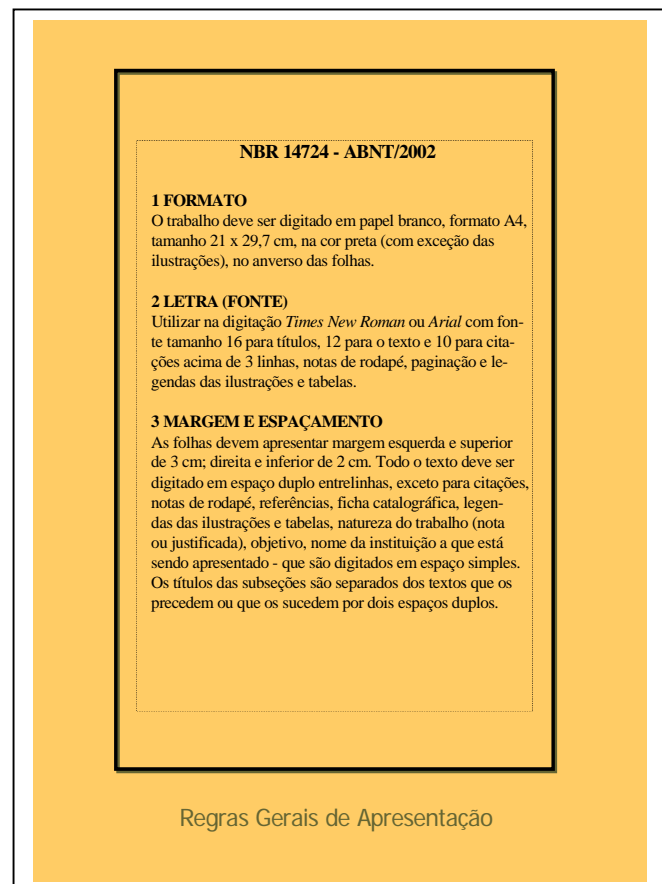 NBR 14724 - ABNT/2002
1 FORMATO
O trabalho deve ser digitado em papel branco, formato A4,
tamanho 21 x 29,7 cm, na cor preta (com exceção das
ilustrações), no anverso das folhas.
2 LETRA (FONTE)
Utilizar na digitação Times New Roman ou Arial com fon-
te tamanho 16 para títulos, 12 para o texto e 10 para cita-
ções acima de 3 linhas, notas de rodapé, paginação e le-
gendas das ilustrações e tabelas.
3 MARGEM E ESPAÇAMENTO
As folhas devem apresentar margem esquerda e superior
de 3 cm; direita e inferior de 2 cm. Todo o texto deve ser
digitado em espaço duplo entrelinhas, exceto para citações,
notas de rodapé, referências, ficha catalográfica, legen-
das das ilustrações e tabelas, natureza do trabalho (nota
ou justificada), objetivo, nome da instituição a que está
sendo apresentado - que são digitados em espaço simples.
Os títulos das subseções são separados dos textos que os
precedem ou que os sucedem por dois espaços duplos.
Regras Gerais de Apresentação